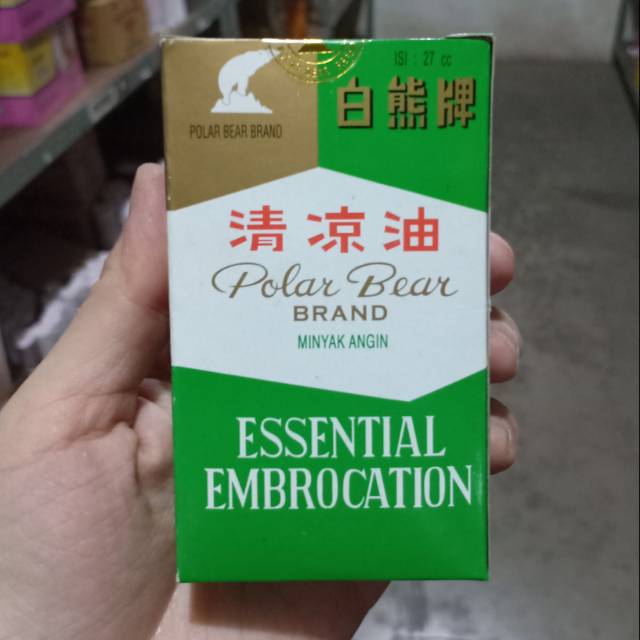 ISI : 27 cc
白熊牌
POLAR BEAR BRAND
清凉油
Polar Bear
BRAND
MINYAK ANGIN
ESSENTIAL
EMBROCATION